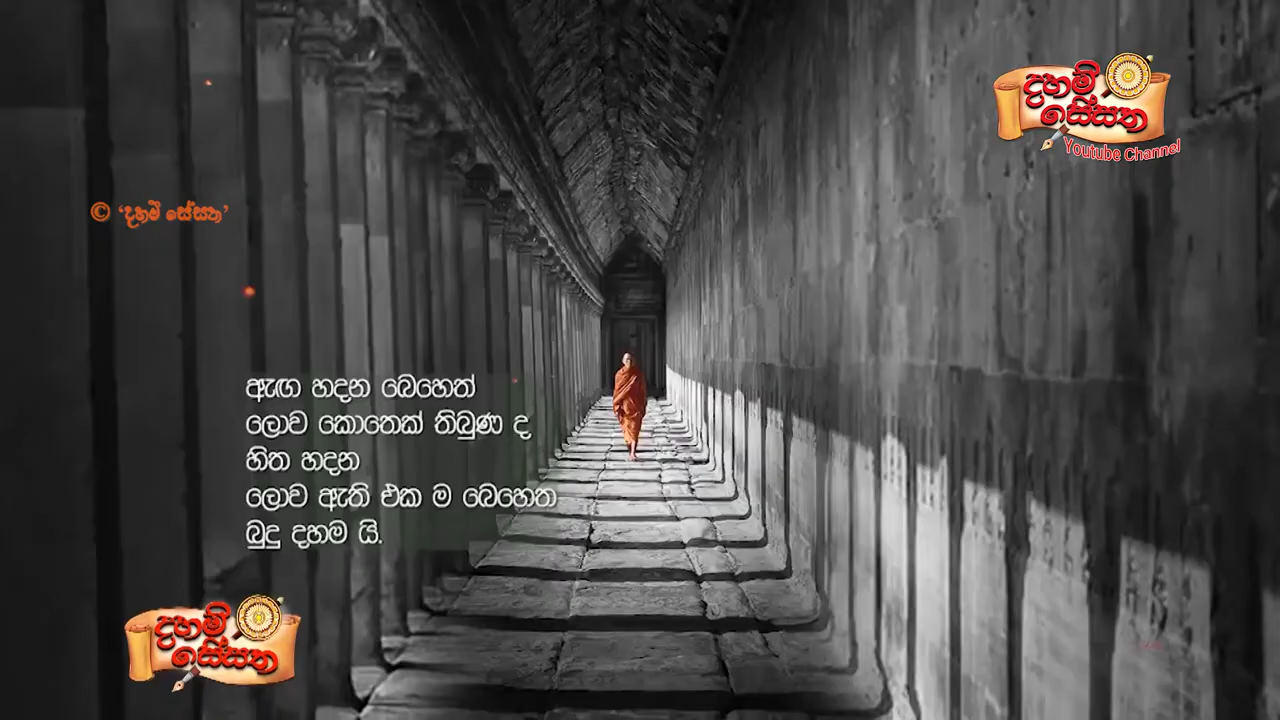 දහම්
සේසත
Youtube Channel
© ‘දහම් සේසත’
ඇඟ හදන බෙහෙත්
ලොව කොතෙක් තිබුණ ද,
හිත හදන
ලොව ඇති එක ම බෙහෙත
බුදු දහම යි.
දහම්
සේසත